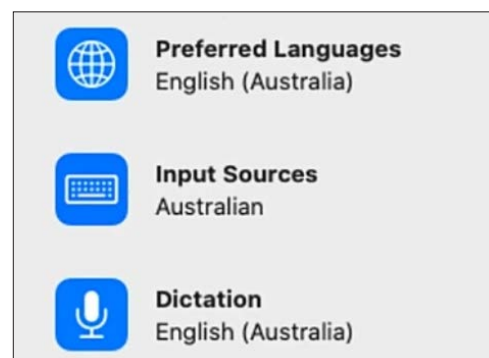 Preferred Languages
English (Australia)
Input Sources
Australian
Dictation
English (Australia)